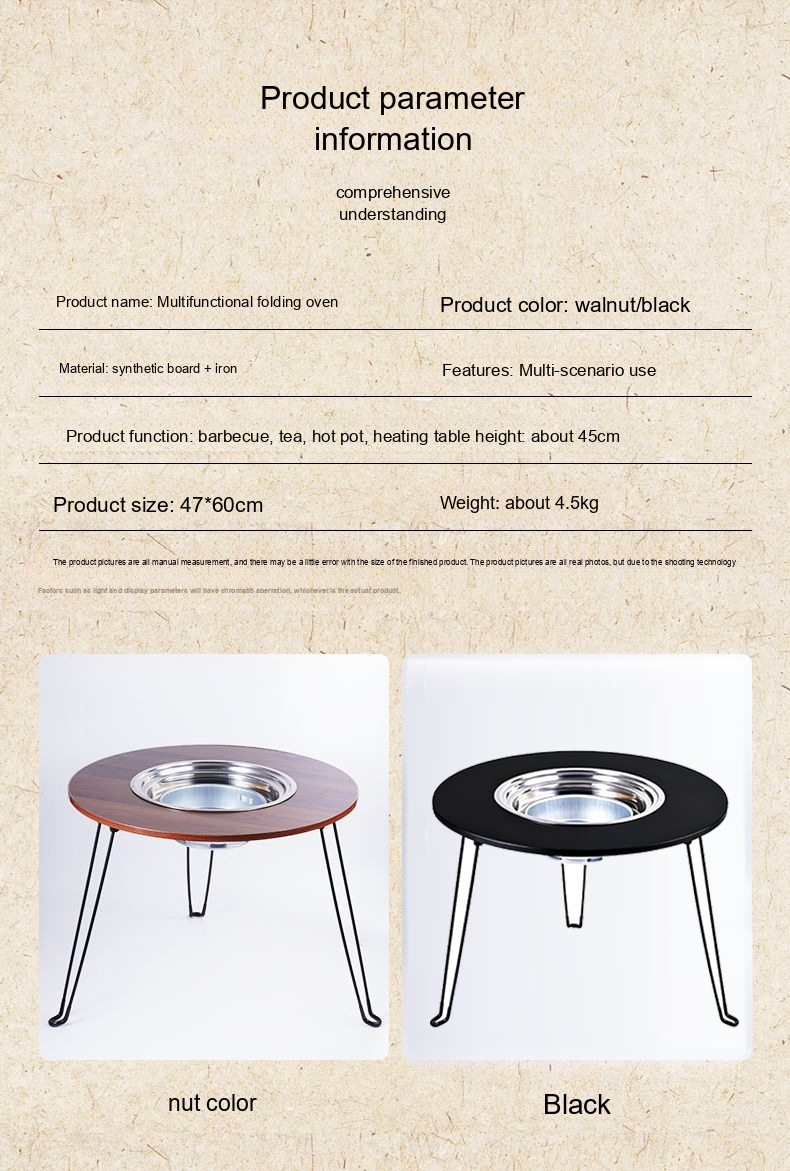 Product parameter
information
comprehensive
understanding
Product name: Multifunctional folding oven
Product color: walnut/black
Material: synthetic board + iron
Features: Multi-scenario use
Product function: barbecue, tea, hot pot, heating table height: about 45cm
Product size: 47*60cm
Weight: about 4.5kg
The product pictures are all manual measurement, and there may be a little error with the size of the finished product. The product pictures are all real photos, but due to the shooting technology
Factors such as light and display parameters will have chromatic aberration, whichever is the actual product.
nut color
Black